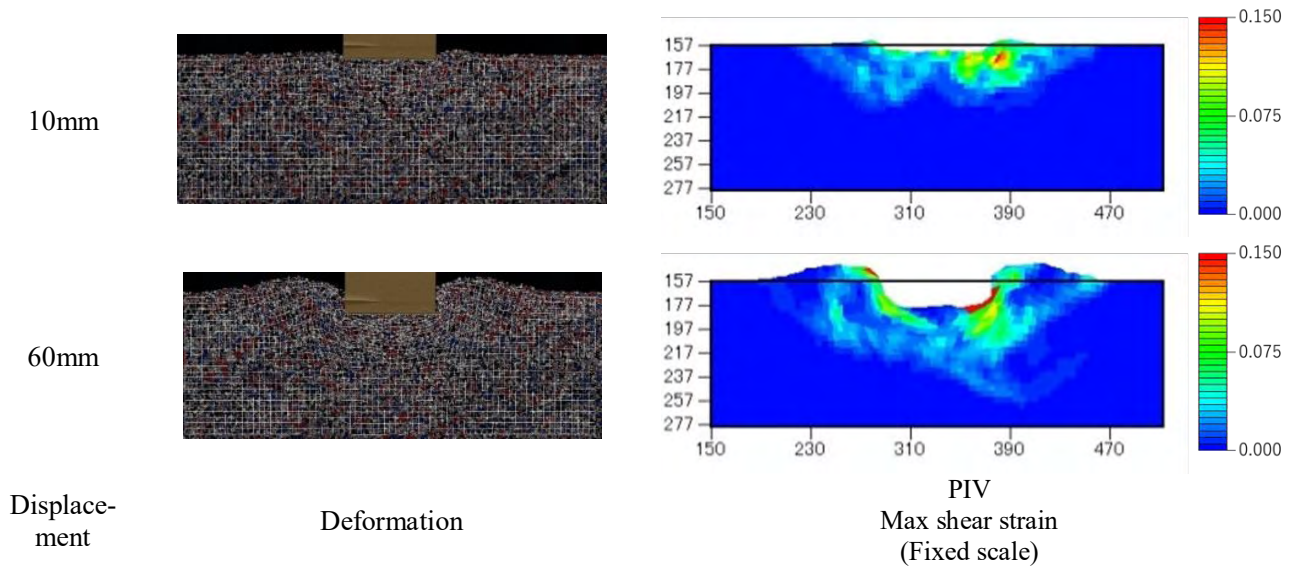 10mm
0.150
157
177
197
217
237
257
277
0.075
0.000
150 230 310 390 470
60mm
0.150
157
177
197
217
237
257
277
0.075
0.000
150 230 310 390 470
Displace-
ment
Deformation
PIV
Max shear strain
(Fixed scale)